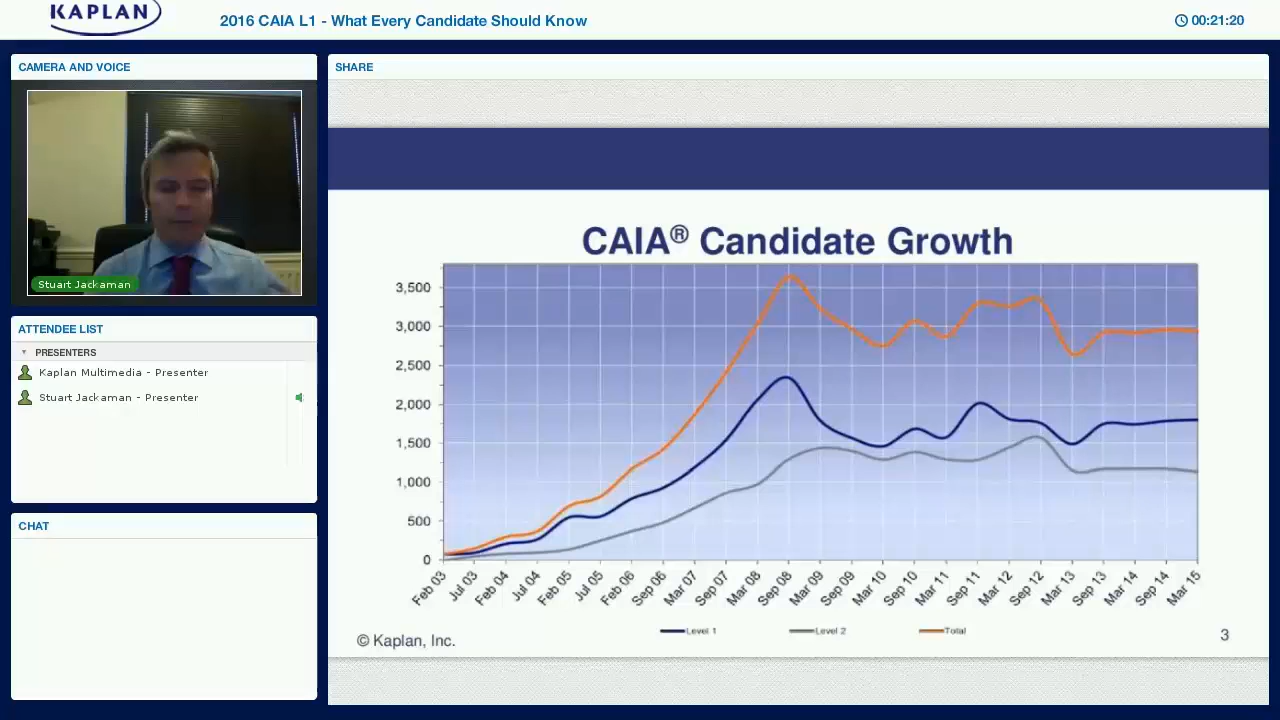 KAPLAN
2016 CAIA L1 - What Every Candidate Should Know
00:21:20
CAMERA AND VOICE
Stuart Jackaman
ATTENDEE LIST
PRESENTERS
Kaplan Multimedia - Presenter
Stuart Jackaman - Presenter
CHAT
SHARE
CAIA® Candidate Growth
3,500
3,000
2,500
2,000
1,500
1,000
500
0
Feb 03
Jul 03
Feb 04
Jul 04
Feb 05
Jul 05
Feb 06
Sep 06
Mar 07
Sep 07
Mar 08
Sep 08
Mar 09
Sep 09
Mar 10
Sep 10
Mar 11
Sep 11
Mar 12
Sep 12
Mar 13
Sep 13
Mar 14
Sep 14
Mar 15
Level 1 Level 2 Total
© Kaplan, Inc.
3